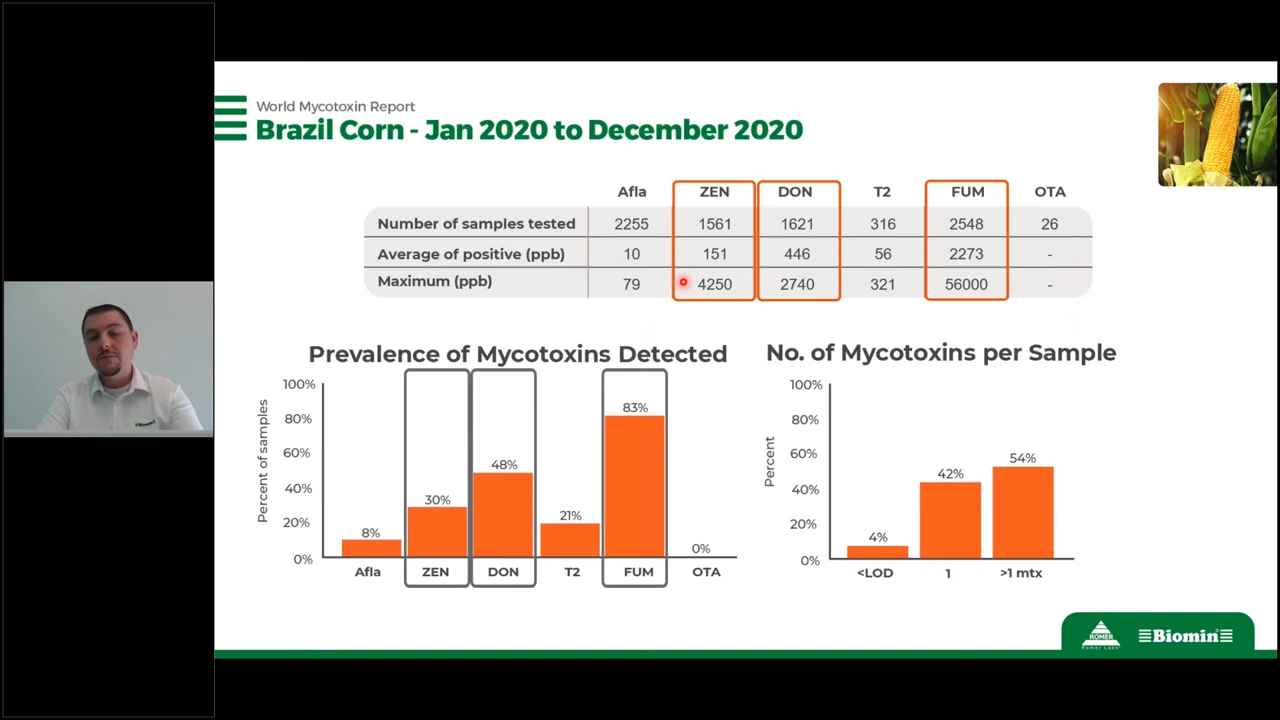 World Mycotoxin Report
Brazil Corn - Jan 2020 to December 2020
Afla ZEN DON T2 FUM OTA
Number of samples tested 2255 1561 1621 316 2548 26
Average of positive (ppb) 10 151 446 56 2273 -
Maximum (ppb) 79 4250 2740 321 56000 -
Prevalence of Mycotoxins Detected
Percent of samples
100%
80%
60%
40%
20%
0%
8%
30%
48%
21%
83%
0%
Afla ZEN DON T2 FUM OTA
No. of Mycotoxins per Sample
Percent
100%
80%
60%
40%
20%
0%
4%
42%
54%
<LOD 1 >1 mtx
ROMER
Romer Labs
Biomin
Biomin